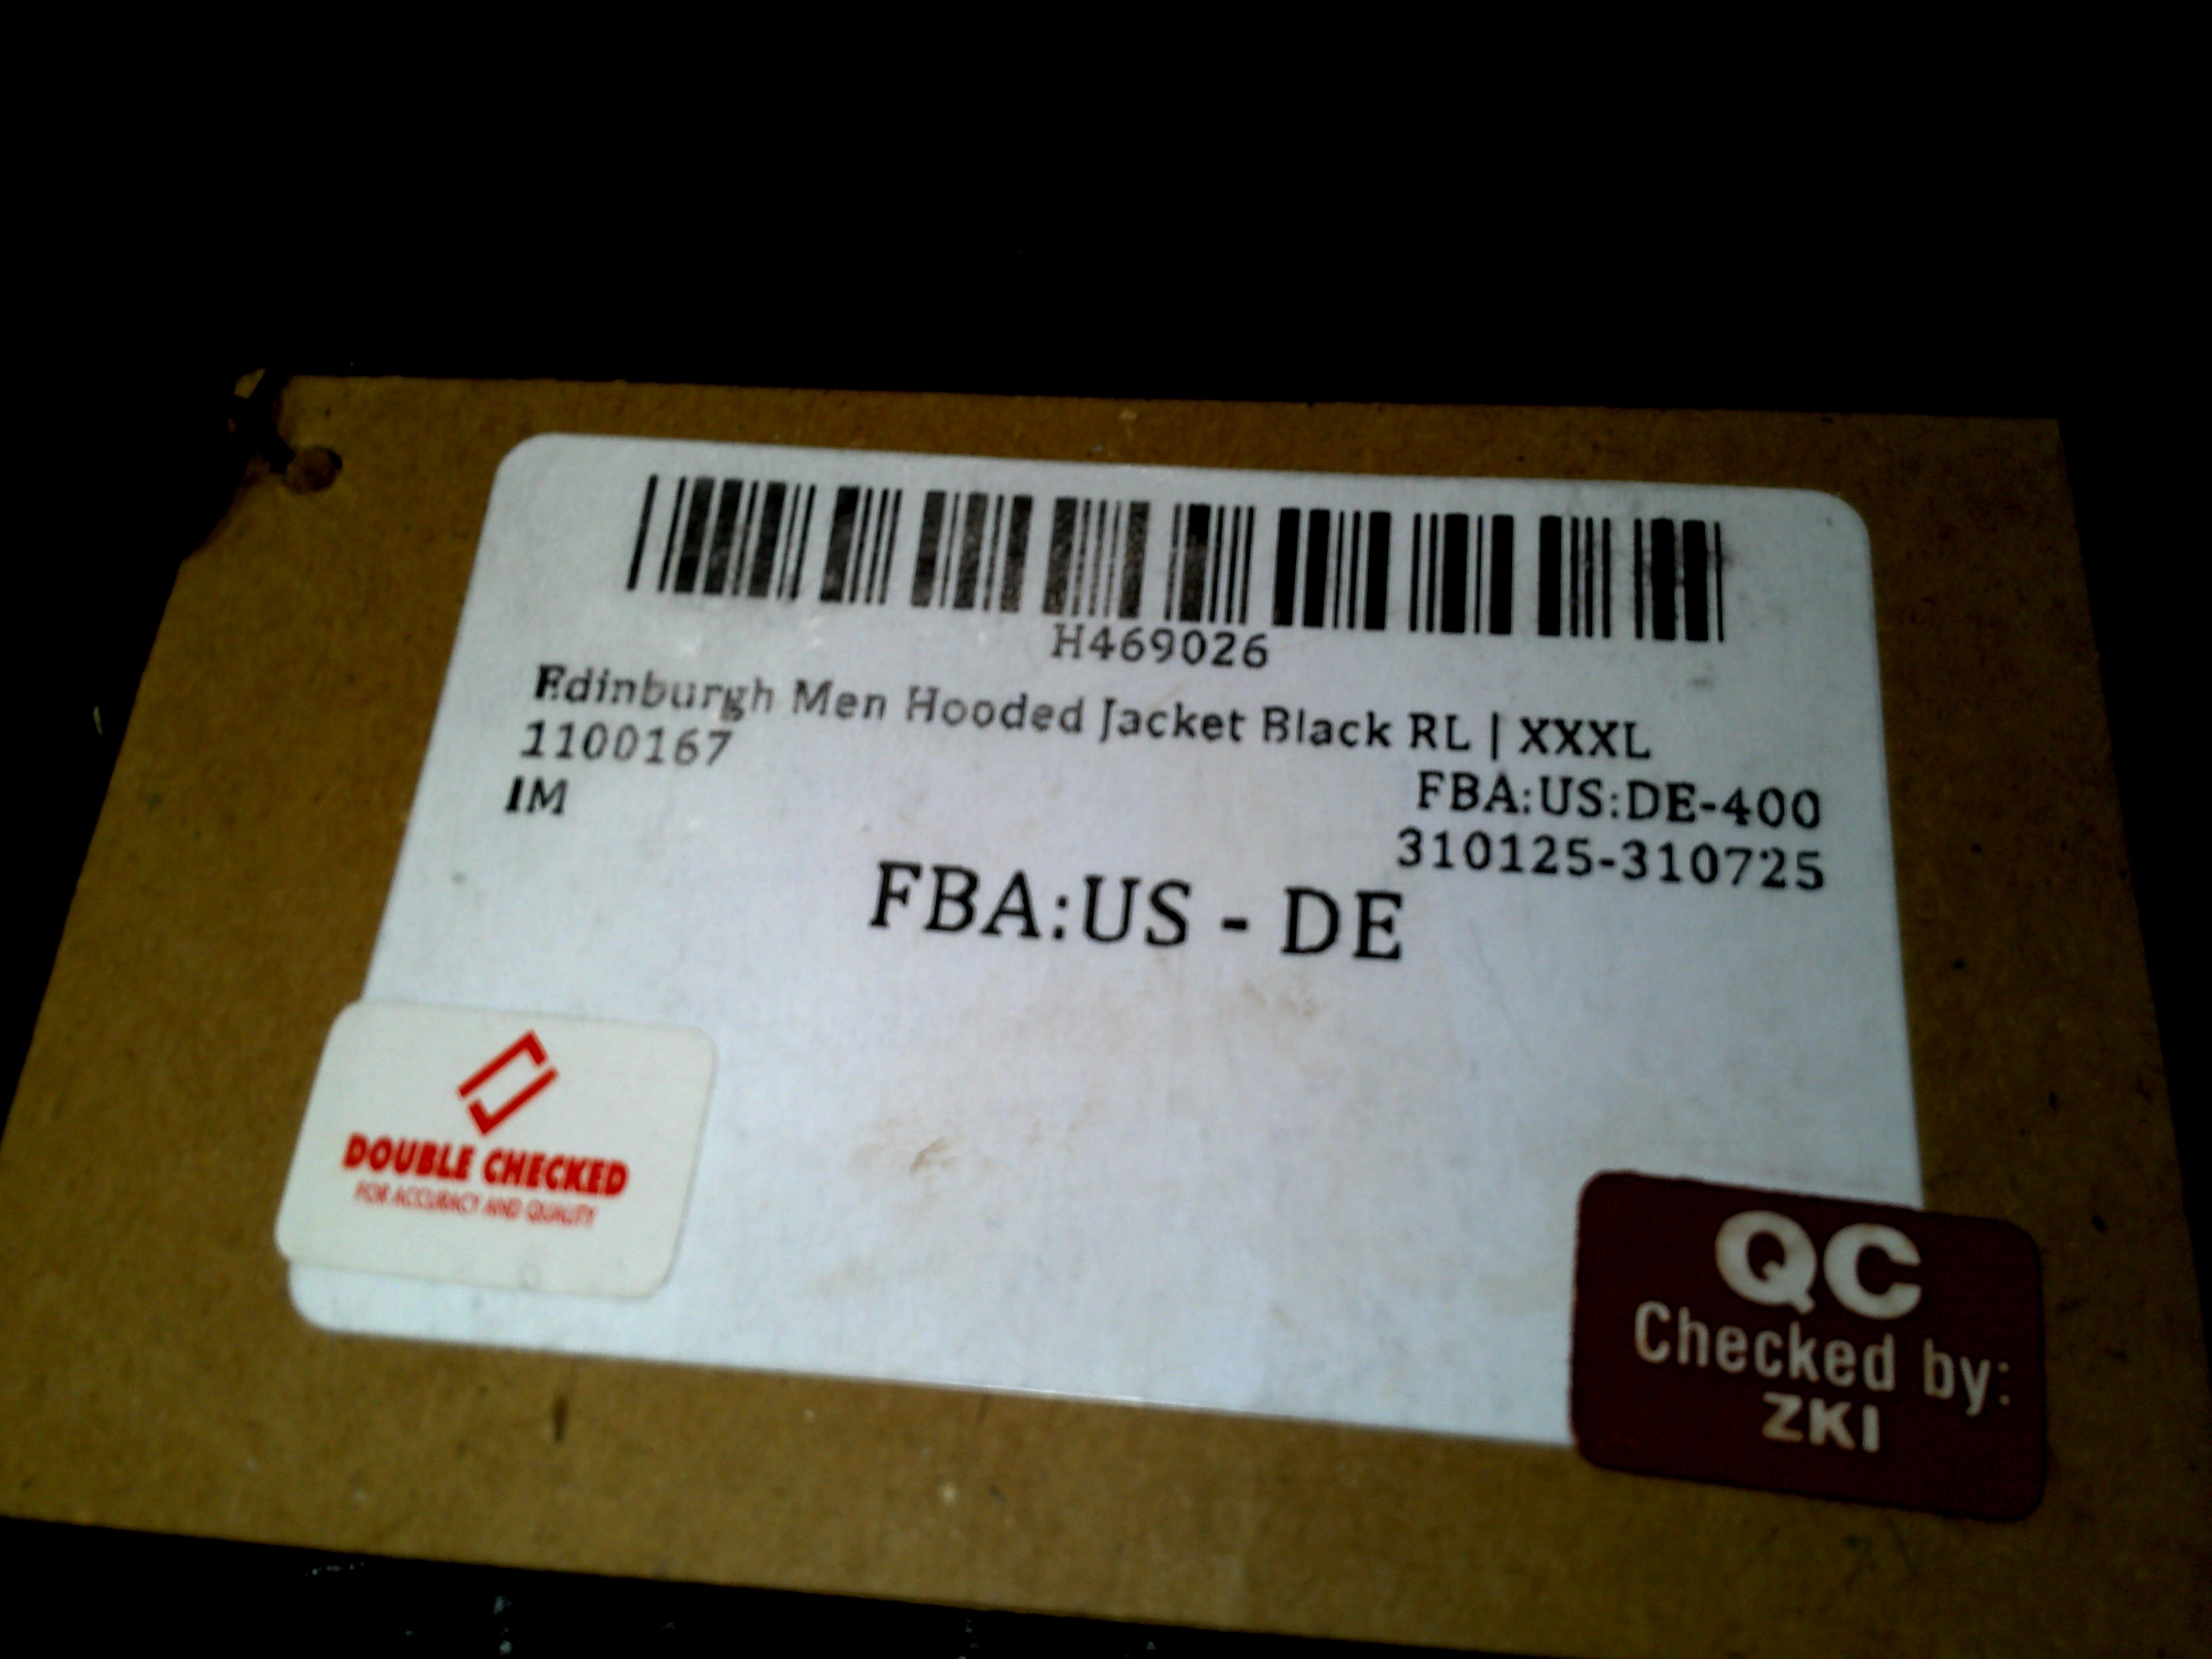 H469026
Edinburgh Men Hooded Jacket Black RL | XXXL
1100167
FBA:US:DE-400
IM
310125-310725
FBA:US - DE
DOUBLE CHECKED
FOR ACCURACY AND QUALITY
QC
Checked by:
ZKI